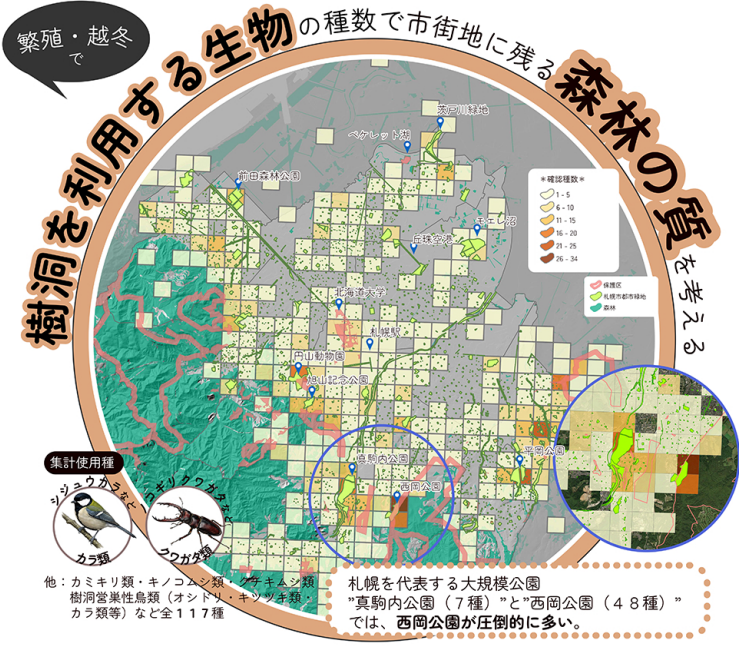 繁殖・越冬
で
樹洞を利用する生物の種数で市街地に残る森林の質を考える
茨戸川緑地
ペケレット湖
前田森林公園
＊確認種数＊
1 - 5
6 - 10
11 - 15
16 - 20
21 - 25
26 - 34
モエレ沼
丘珠空港
保護区
札幌市都市緑地
森林
北海道大学
札幌駅
円山動物園
旭山記念公園
真駒内公園
西岡公園
平岡公園
集計使用種
シジュウカラなど
カラ類
ノコギリクワガタなど
クワガタ類
他：カミキリ類・キノコムシ類・クチキムシ類
樹洞営巣性鳥類（オシドリ・キツツキ類・
カラ類等）など全１１７種
札幌を代表する大規模公園
”真駒内公園（７種）”と”西岡公園（４８種）”
では、西岡公園が圧倒的に多い。